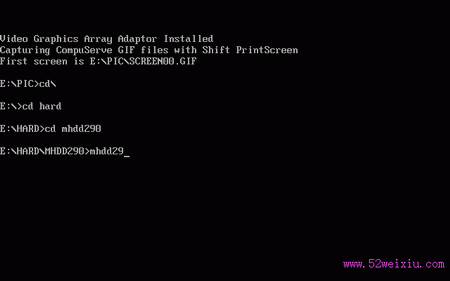 Video Graphics Array Adaptor Installed
Capturing CompuServe GIF files with Shift PrintScreen
First screen is E:\PIC\SCREEN00.GIF
E:\PIC>cd\
E:\>cd hard
E:\HARD>cd mhdd290
E:\HARD\MHDD290>mhdd29_
www.52weixiu.com